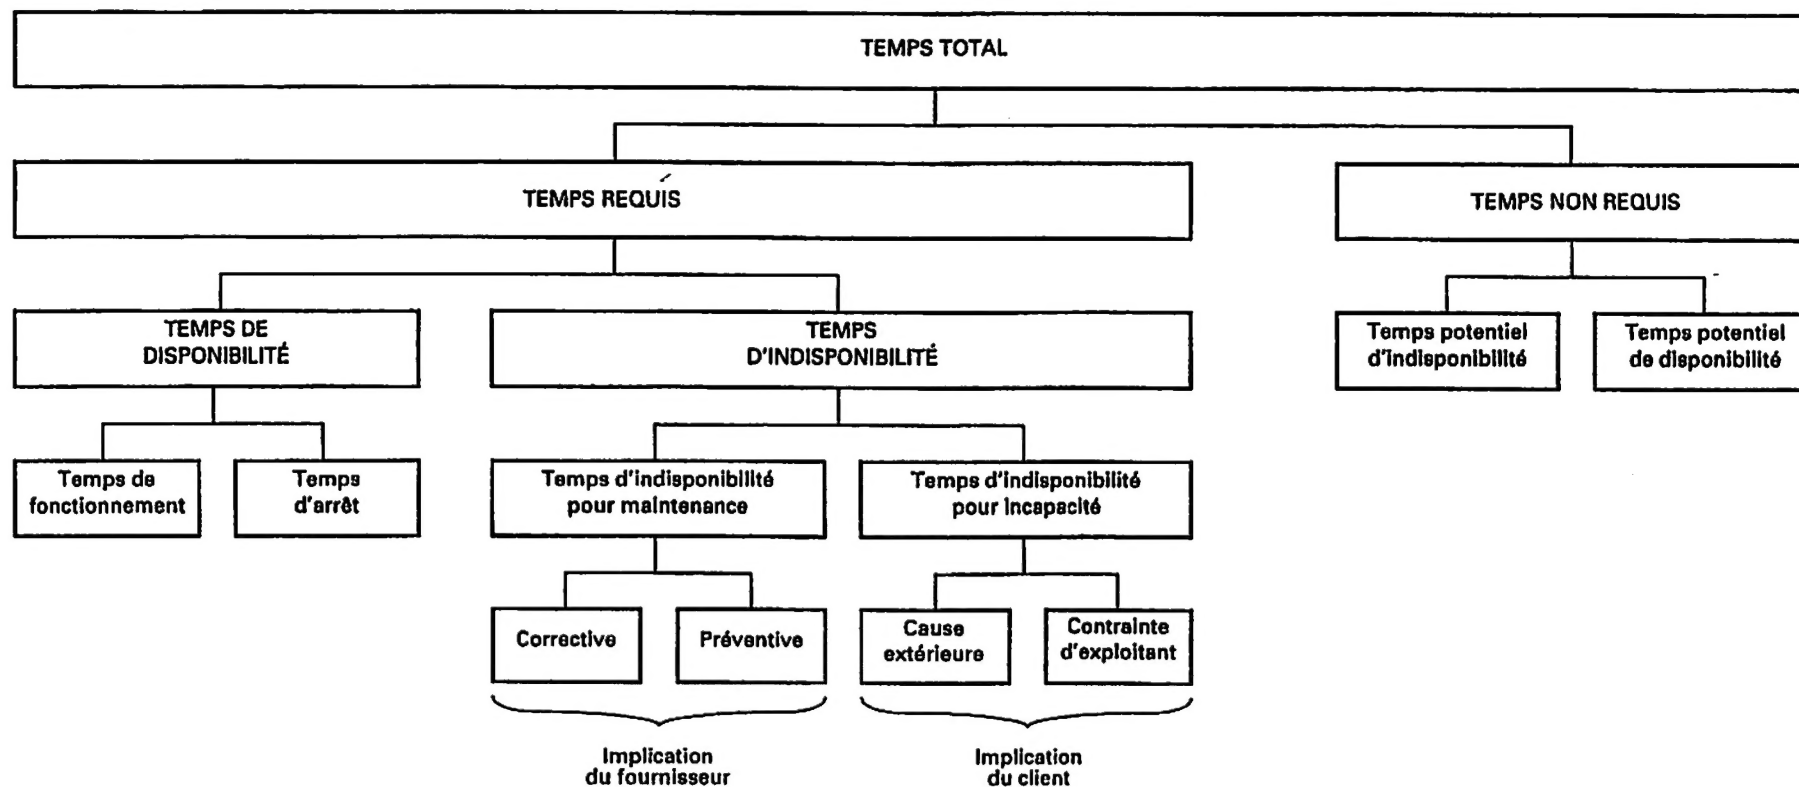 TEMPS TOTAL
TEMPS REQUIS
TEMPS NON REQUIS
TEMPS DE
DISPONIBILITÉ
TEMPS
D'INDISPONIBILITÉ
Temps potentiel
d'indisponibilité
Temps potentiel
de disponibilité
Temps de
fonctionnement
Temps
d'arrêt
Temps d'indisponibilité
pour maintenance
Temps d'indisponibilité
pour incapacité
Corrective
Préventive
Cause
extérieure
Contrainte
d'exploitant
Implication
du fournisseur
Implication
du client